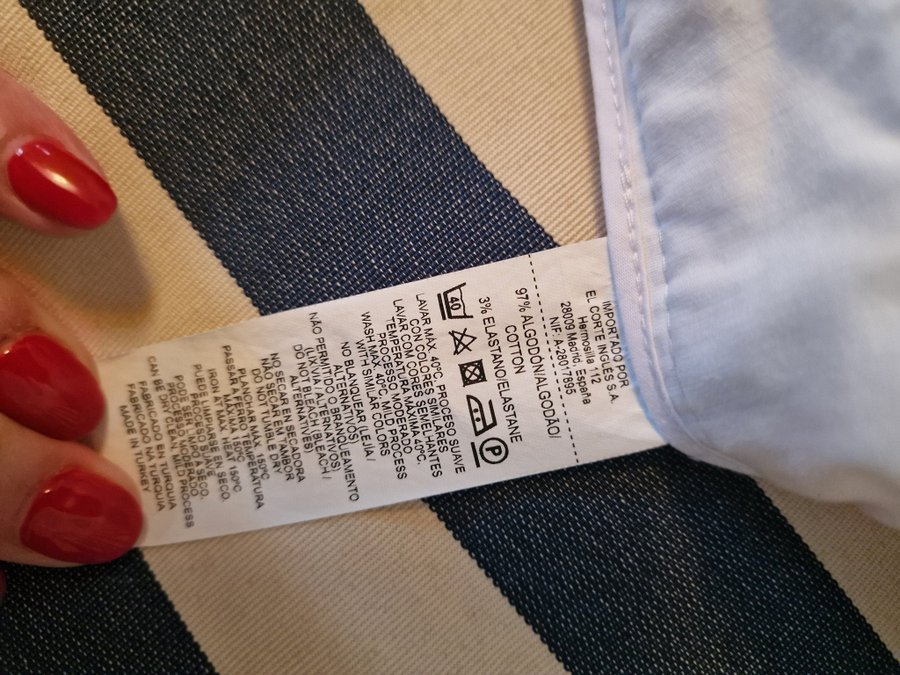 IMPORTADO POR
EL CORTE INGLÉS S.A.
Hermosilla 112
28009 Madrid, España
NIF. A-28017895
97% ALGODÓN/ALGODÃO/
COTTON
3% ELASTANO/ELASTANE
40
P
LAVAR MAX. 40ºC, PROCESO SUAVE
CON COLORES SIMILARES
LAVAR COM CORES SEMELHANTES
TEMPERATURA MÁXIMA 40ºC,
PROCESSO MODERADO
WASH MAX. 40ºC, MILD PROCESS
WITH SIMILAR COLORS
NO BLANQUEAR (LEJIA /
ALTERNATIVOS)
NÃO PERMITIDO BRANQUEAMENTO
(LIXIVIA / ALTERNATIVOS)
DO NOT BLEACH (BLEACH /
ALTERNATIVES)
NO SECAR EN SECADORA
NÃO SECAR EM TAMBOR
DO NOT TUMBLE DRY
PLANCHAR MAX. 150ºC
PASSAR A FERRO, TEMPERATURA
MÁXIMA 150ºC
IRON AT MAX. HEAT 150ºC
PUEDE LIMPIARSE EN SECO,
PROCESO SUAVE
PODE SER LIMPO A SECO,
PROCESSO MODERADO
CAN BE DRY CLEAN, MILD PROCESS
FABRICADO EN TURQUIA
FABRICADO NA TURQUIA
MADE IN TURKEY